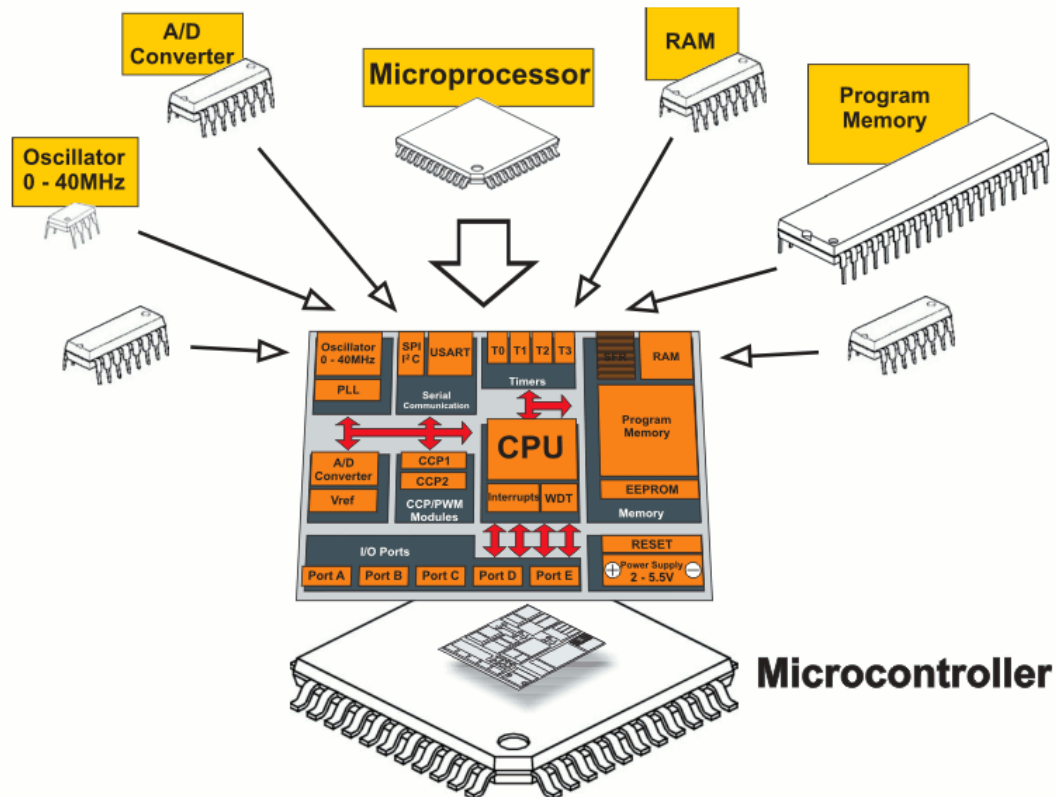 A/D
Converter
Microprocessor
RAM
Program
Memory
Oscillator
0 - 40MHz
Oscillator
0 - 40MHz
PLL
SPI
I²C
USART
Serial
Communication
T0
T1
T2
T3
Timers
SFR
RAM
Program
Memory
EEPROM
Memory
A/D
Converter
Vref
CCP1
CCP2
CCP/PWM
Modules
CPU
Interrupts
WDT
I/O Ports
Port A
Port B
Port C
Port D
Port E
RESET
+
Power Supply
2 - 5.5V
−
Microcontroller